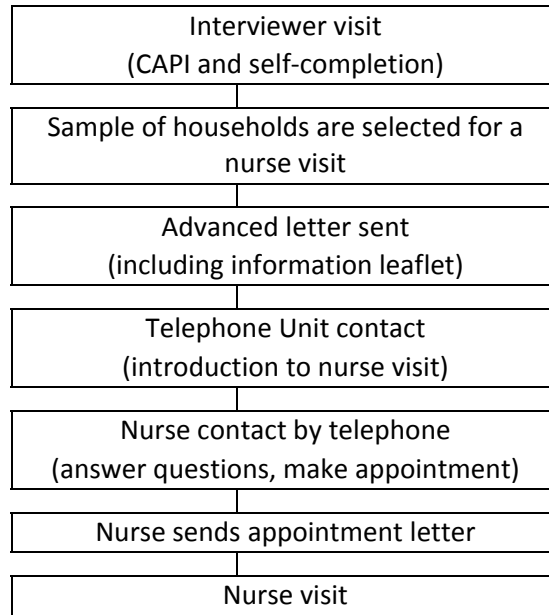 Interviewer visit
(CAPI and self-completion)
Sample of households are selected for a
nurse visit
Advanced letter sent
(including information leaflet)
Telephone Unit contact
(introduction to nurse visit)
Nurse contact by telephone
(answer questions, make appointment)
Nurse sends appointment letter
Nurse visit